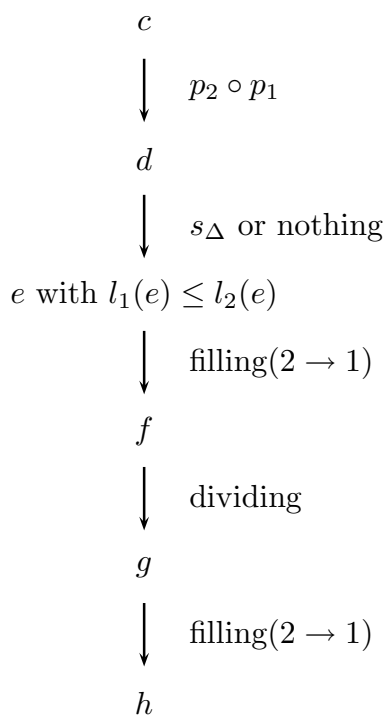 c
p₂ ∘ p₁
d
s_Δ or nothing
e with l₁(e) ≤ l₂(e)
filling(2 → 1)
f
dividing
g
filling(2 → 1)
h